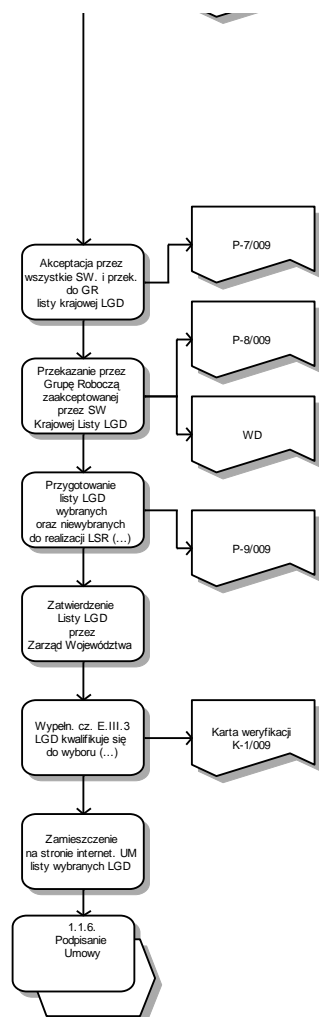 Akceptacja przez
wszystkie SW. i przek.
do GR
listy krajowej LGD
P-7/009
Przekazanie przez
Grupę Roboczą
zaakceptowanej
przez SW
Krajowej Listy LGD
P-8/009
WD
Przygotowanie
listy LGD
wybranych
oraz niewybranych
do realizacji LSR (...)
P-9/009
Zatwierdzenie
Listy LGD
przez
Zarząd Województwa
Wypełn. cz. E.III.3
LGD kwalifikuje się
do wyboru (...)
Karta weryfikacji
K-1/009
Zamieszczenie
na stronie internet. UM
listy wybranych LGD
1.1.6.
Podpisanie
Umowy